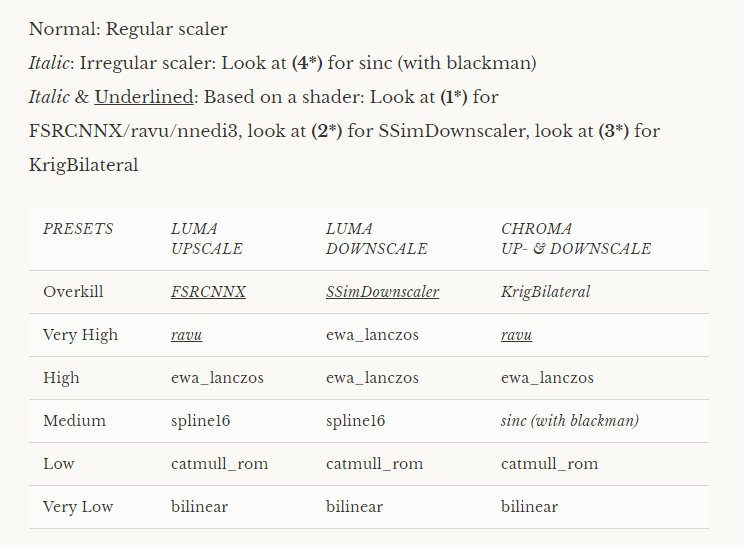 Normal: Regular scaler
Italic: Irregular scaler: Look at (4*) for sinc (with blackman)
Italic & Underlined: Based on a shader: Look at (1*) for
FSRCNNX/ravu/nnedi3, look at (2*) for SSimDownscaler, look at (3*) for
KrigBilateral
PRESETS LUMA UPSCALE LUMA DOWNSCALE CHROMA UP- & DOWNSCALE
Overkill FSRCNNX SSimDownscaler KrigBilateral
Very High ravu ewa_lanczos ravu
High ewa_lanczos ewa_lanczos ewa_lanczos
Medium spline16 spline16 sinc (with blackman)
Low catmull_rom catmull_rom catmull_rom
Very Low bilinear bilinear bilinear